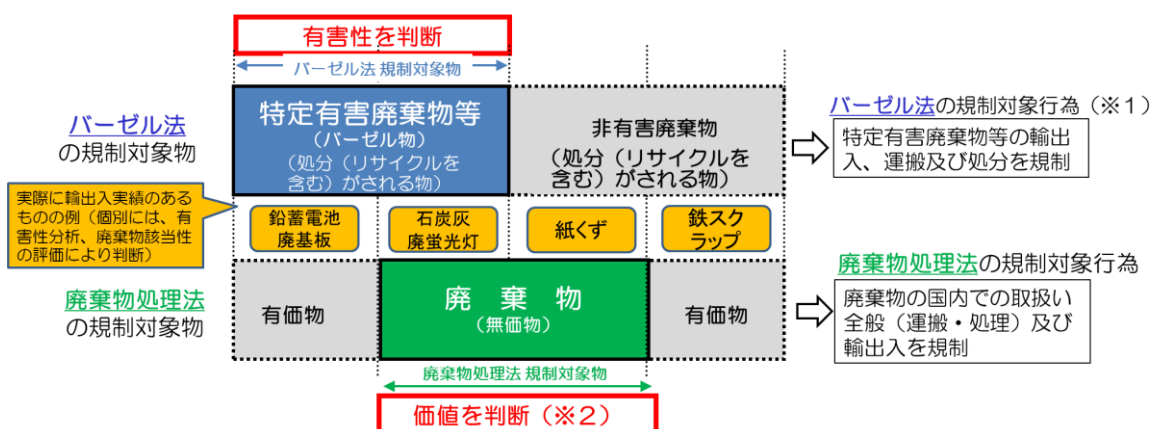 有害性を判断
バーゼル法 規制対象物
バーゼル法
の規制対象物
特定有害廃棄物等
（バーゼル物）
（処分（リサイクルを
含む）がされる物）
非有害廃棄物
（処分（リサイクルを
含む）がされる物）
バーゼル法の規制対象行為（※１）
特定有害廃棄物等の輸出
入、運搬及び処分を規制
実際に輸出入実績のある
ものの例（個別には、有
害性分析、廃棄物該当性
の評価により判断）
鉛蓄電池
廃基板
石炭灰
廃蛍光灯
紙くず
鉄スク
ラップ
廃棄物処理法
の規制対象物
有価物
廃 棄 物
（無価物）
有価物
廃棄物処理法の規制対象行為
廃棄物の国内での取扱い
全般（運搬・処理）及び
輸出入を規制
廃棄物処理法 規制対象物
価値を判断（※２）